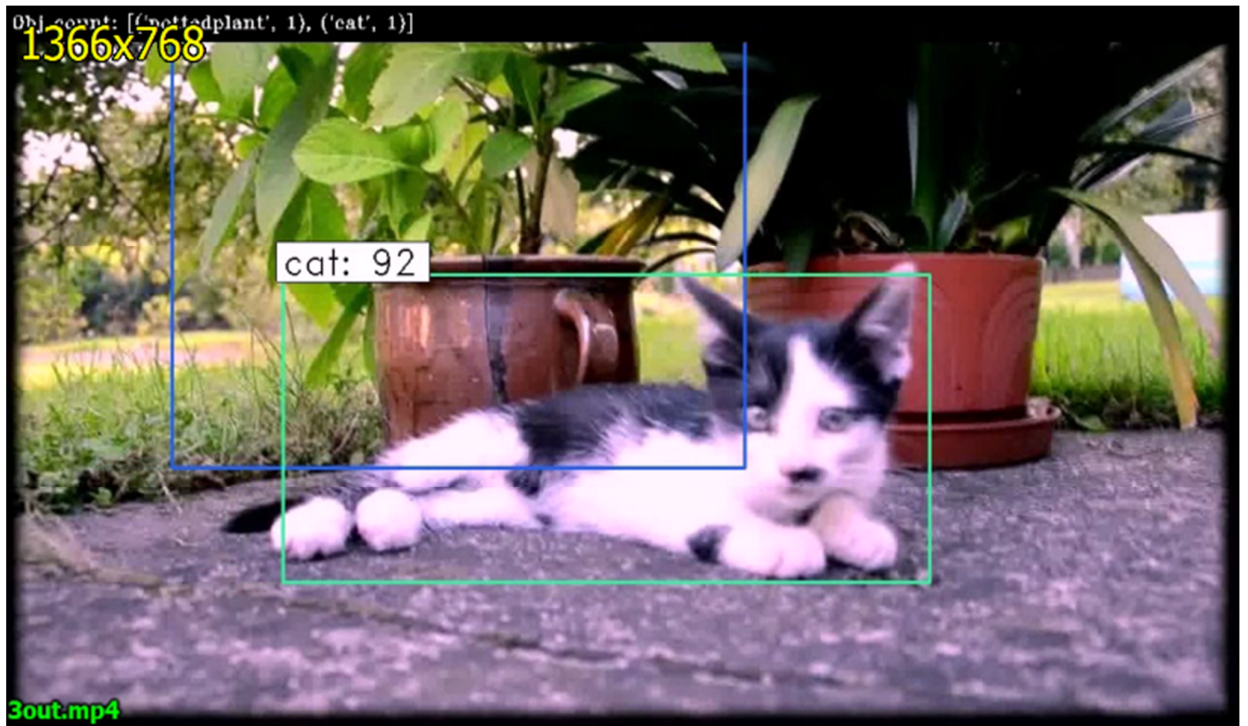 Obj count: [('pottedplant', 1), ('cat', 1)]
1366x768
cat: 92
3out.mp4